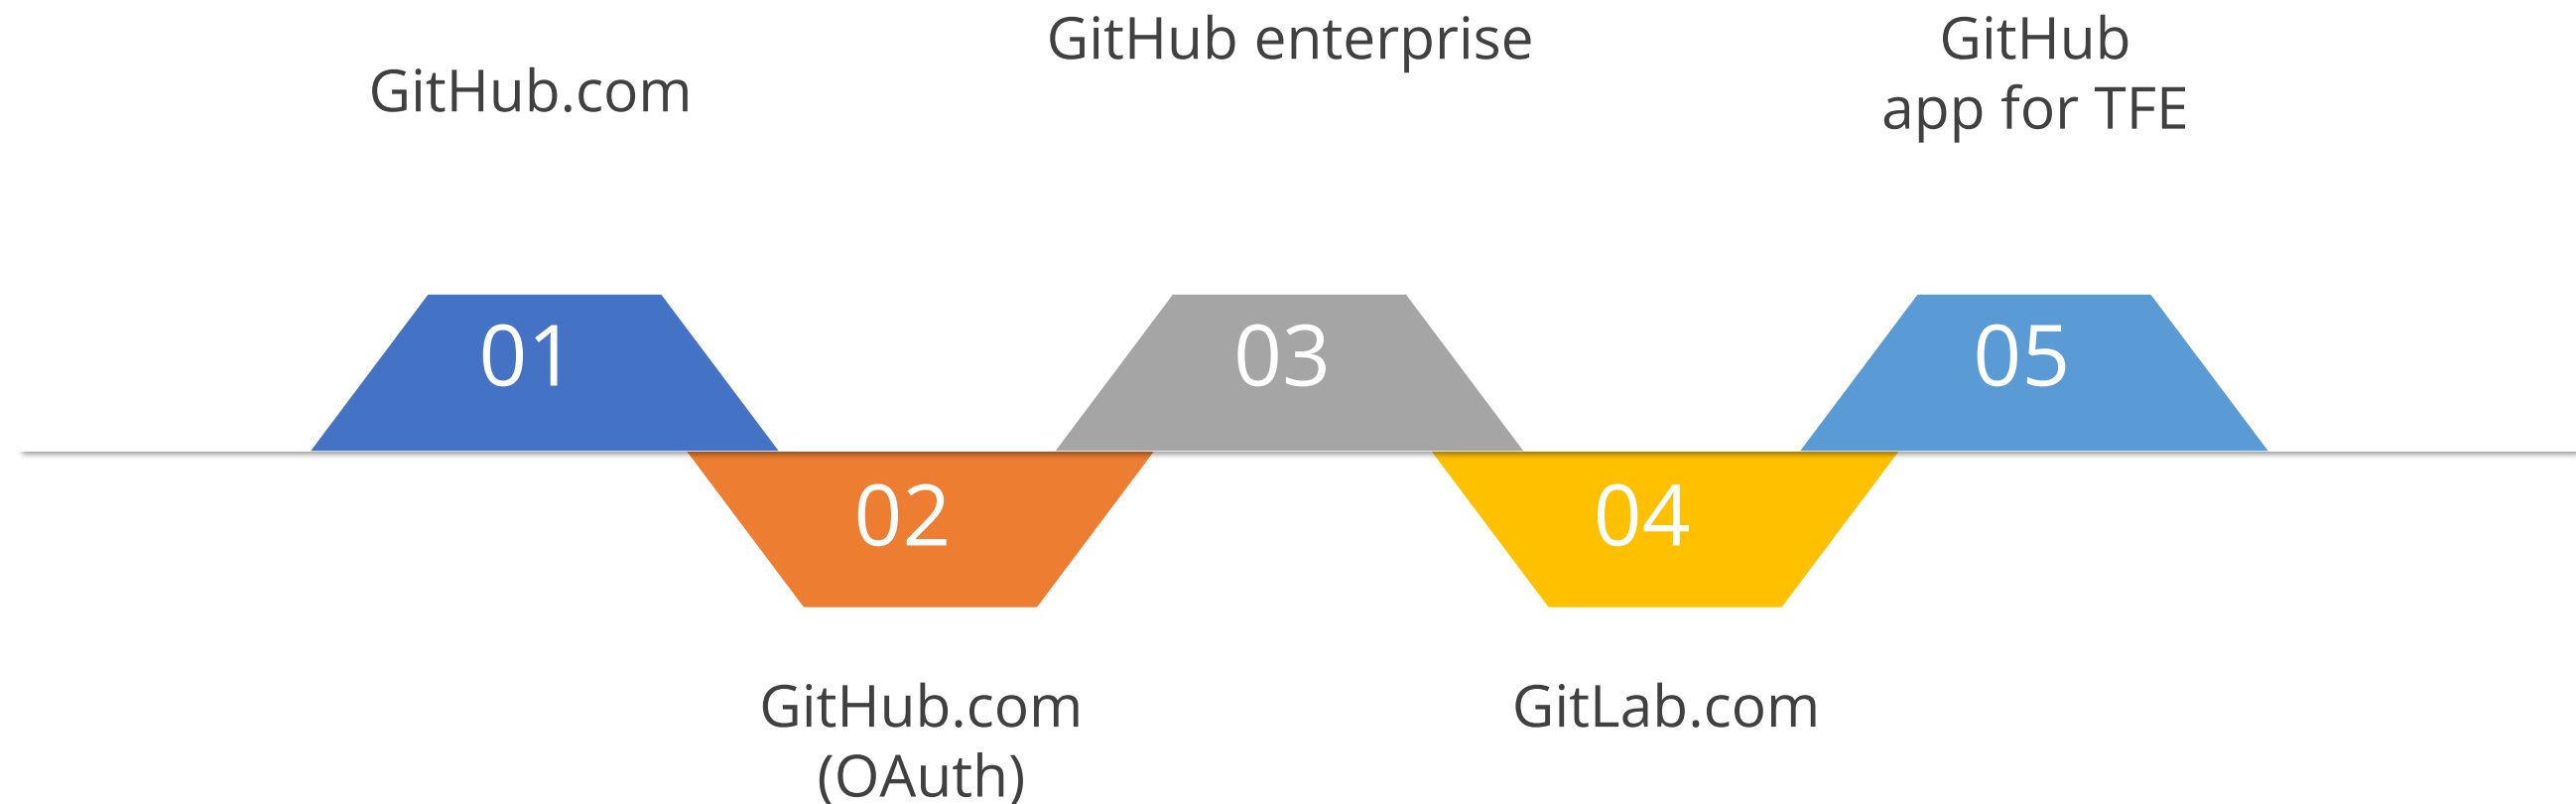 GitHub.com
GitHub enterprise
GitHub
app for TFE
01
03
05
02
04
GitHub.com
(OAuth)
GitLab.com